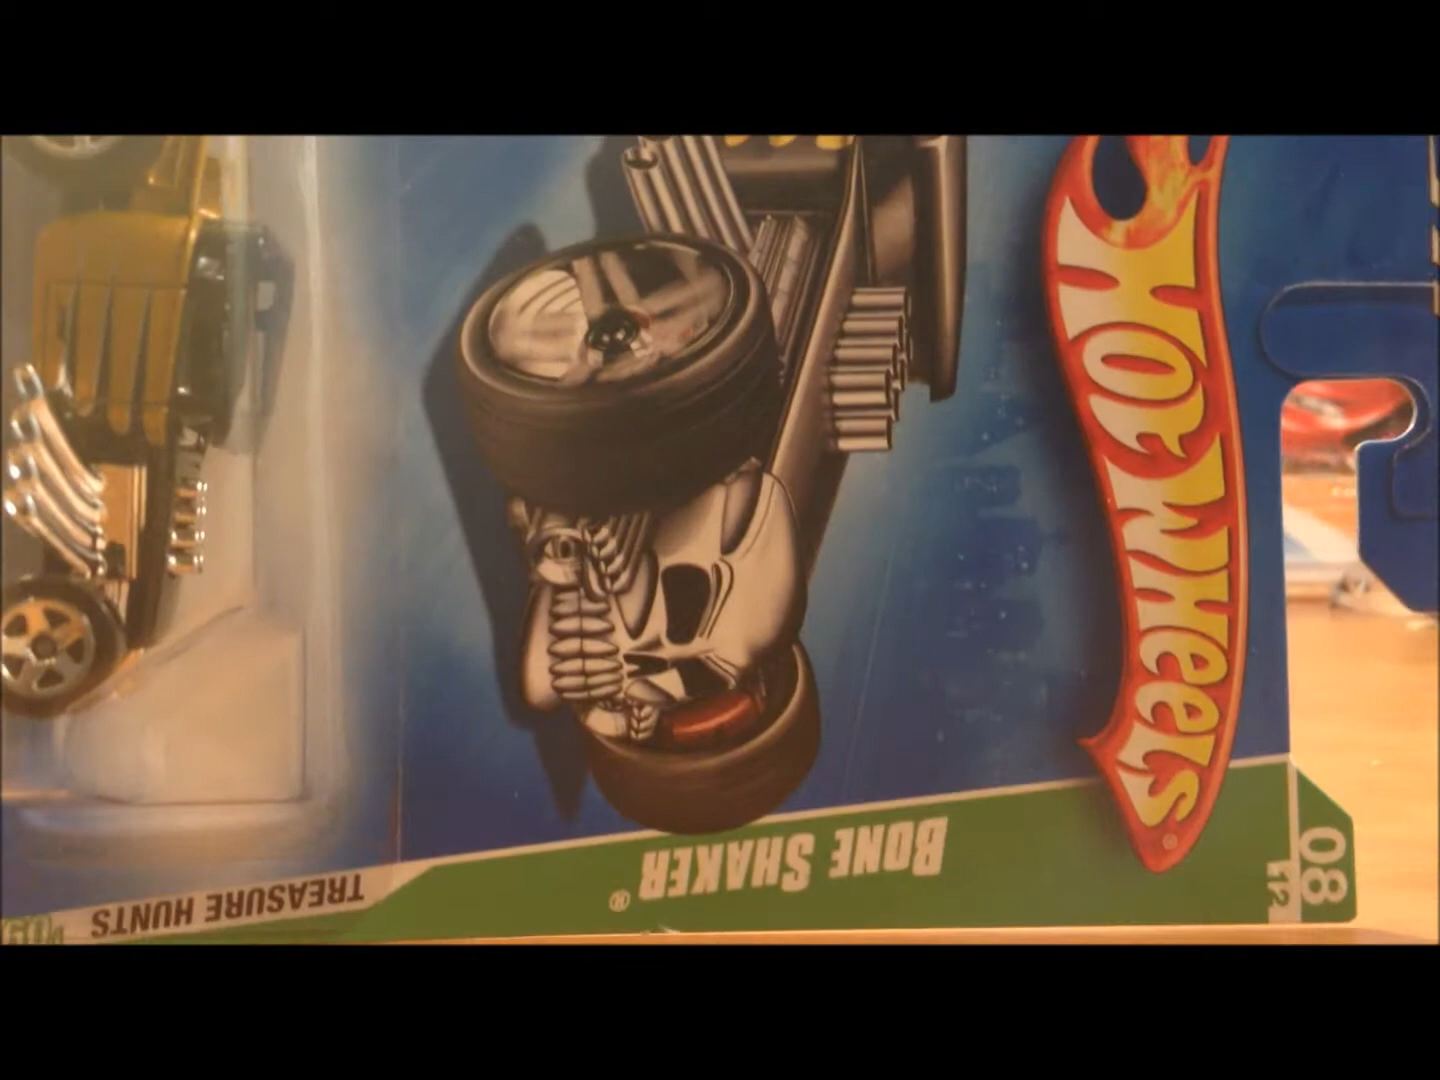 HOT WHEELS ®
BONE SHAKER ®
TREASURE HUNTS
08
12